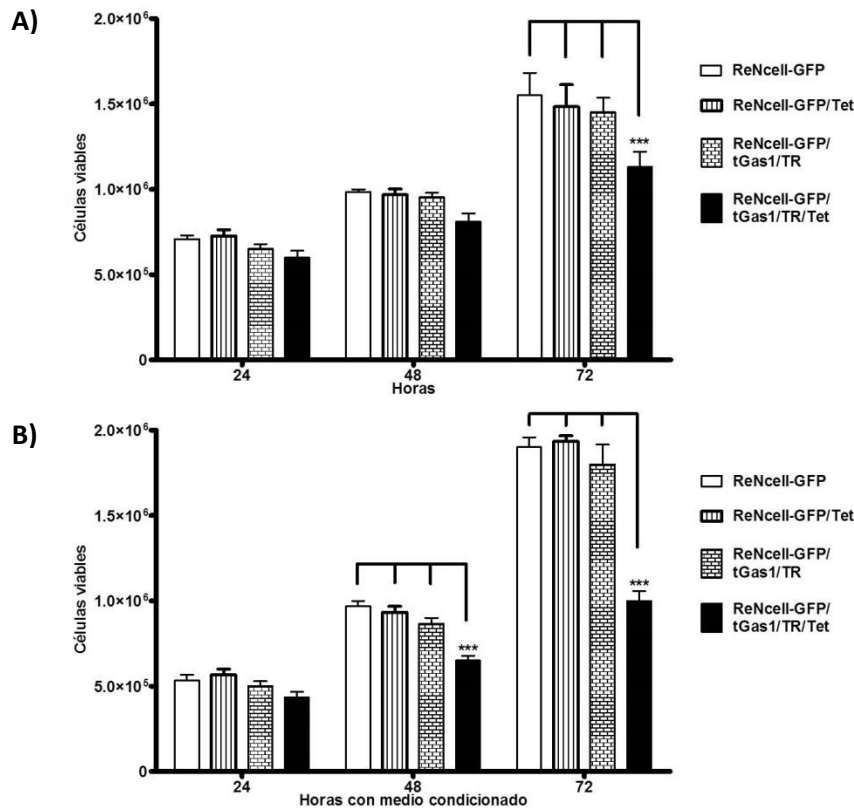 A)
Células viables
2.0×10⁶
1.5×10⁶
1.0×10⁶
5.0×10⁵
0
24
48
72
Horas
***
ReNcell-GFP
ReNcell-GFP/Tet
ReNcell-GFP/
tGas1/TR
ReNcell-GFP/
tGas1/TR/Tet
B)
Células viables
2.0×10⁶
1.5×10⁶
1.0×10⁶
5.0×10⁵
0
24
48
72
Horas con medio condicionado
***
***
ReNcell-GFP
ReNcell-GFP/Tet
ReNcell-GFP/
tGas1/TR
ReNcell-GFP/
tGas1/TR/Tet